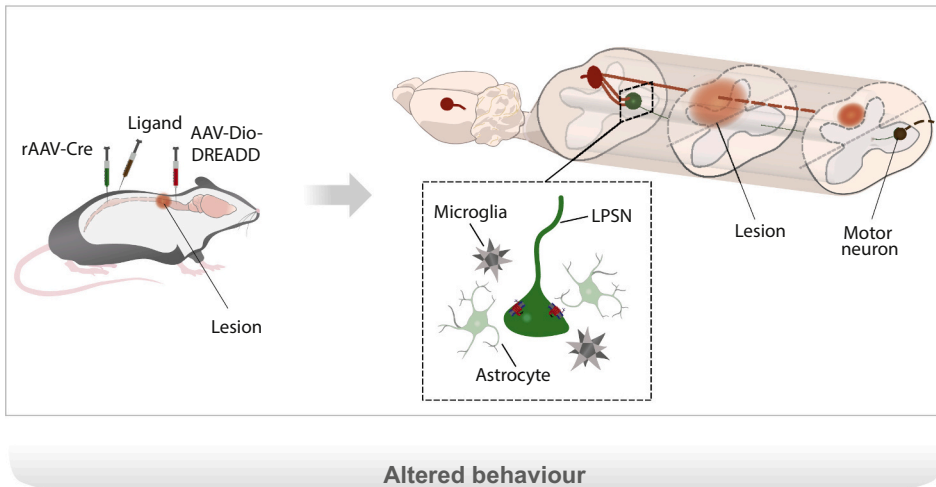 rAAV-Cre
Ligand
AAV-Dio-
DREADD
Lesion
Microglia
LPSN
Astrocyte
Lesion
Motor
neuron
Altered behaviour